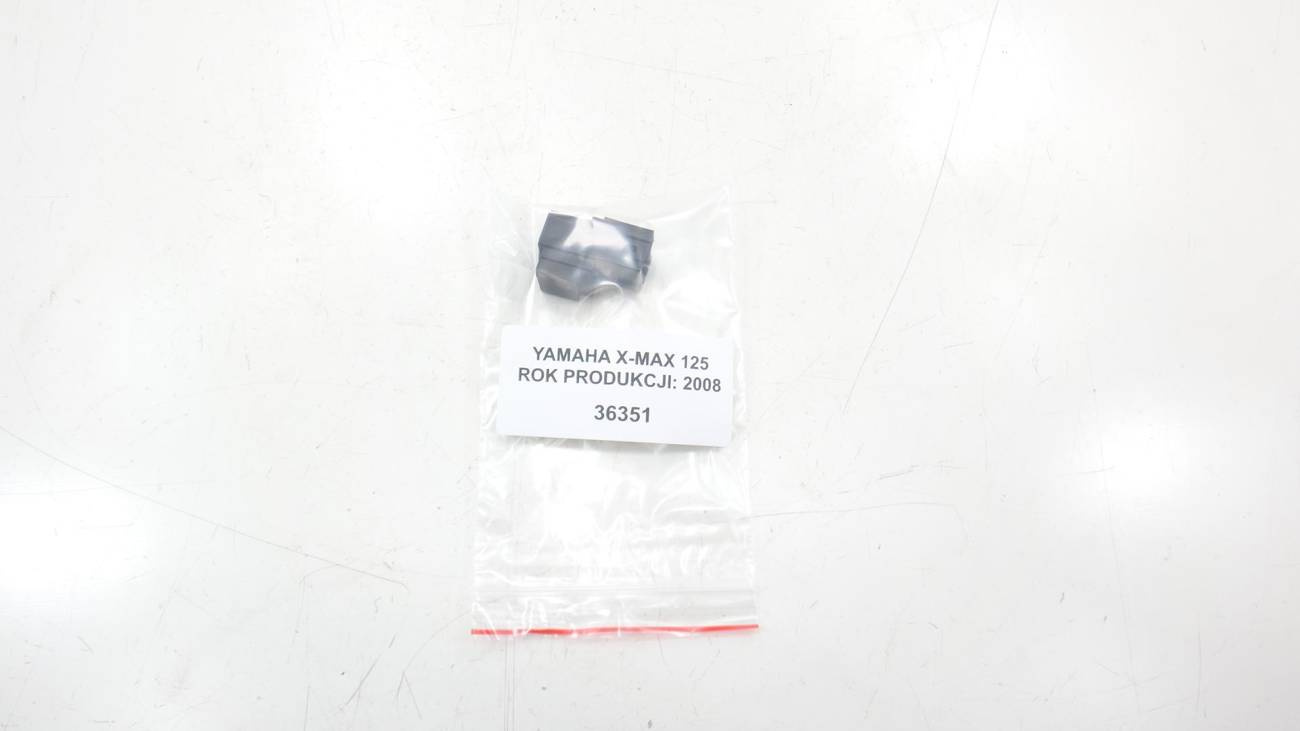 YAMAHA X-MAX 125
ROK PRODUKCJI: 2008
36351